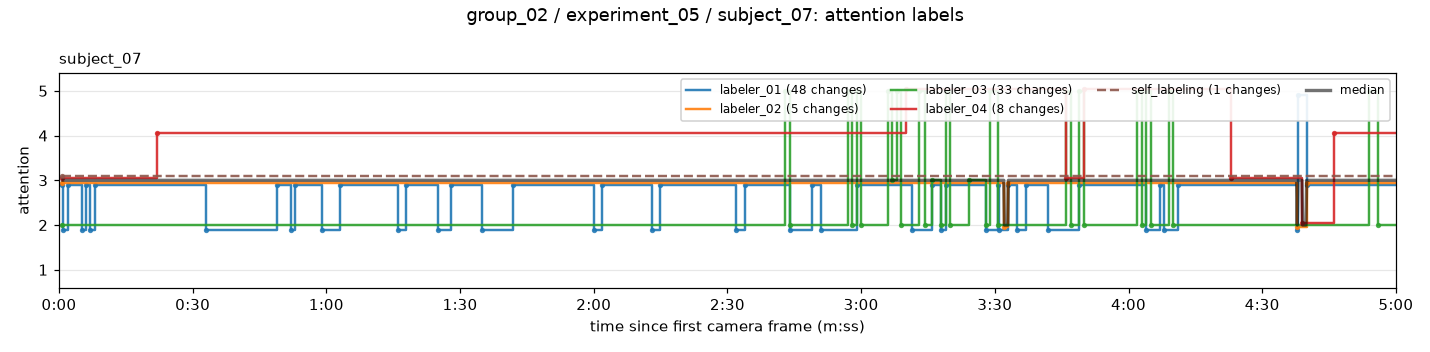 group_02 / experiment_05 / subject_07: attention labels
subject_07
labeler_01 (48 changes)
labeler_02 (5 changes)
labeler_03 (33 changes)
labeler_04 (8 changes)
self_labeling (1 changes)
median
attention
5
4
3
2
1
0:00 0:30 1:00 1:30 2:00 2:30 3:00 3:30 4:00 4:30 5:00
time since first camera frame (m:ss)